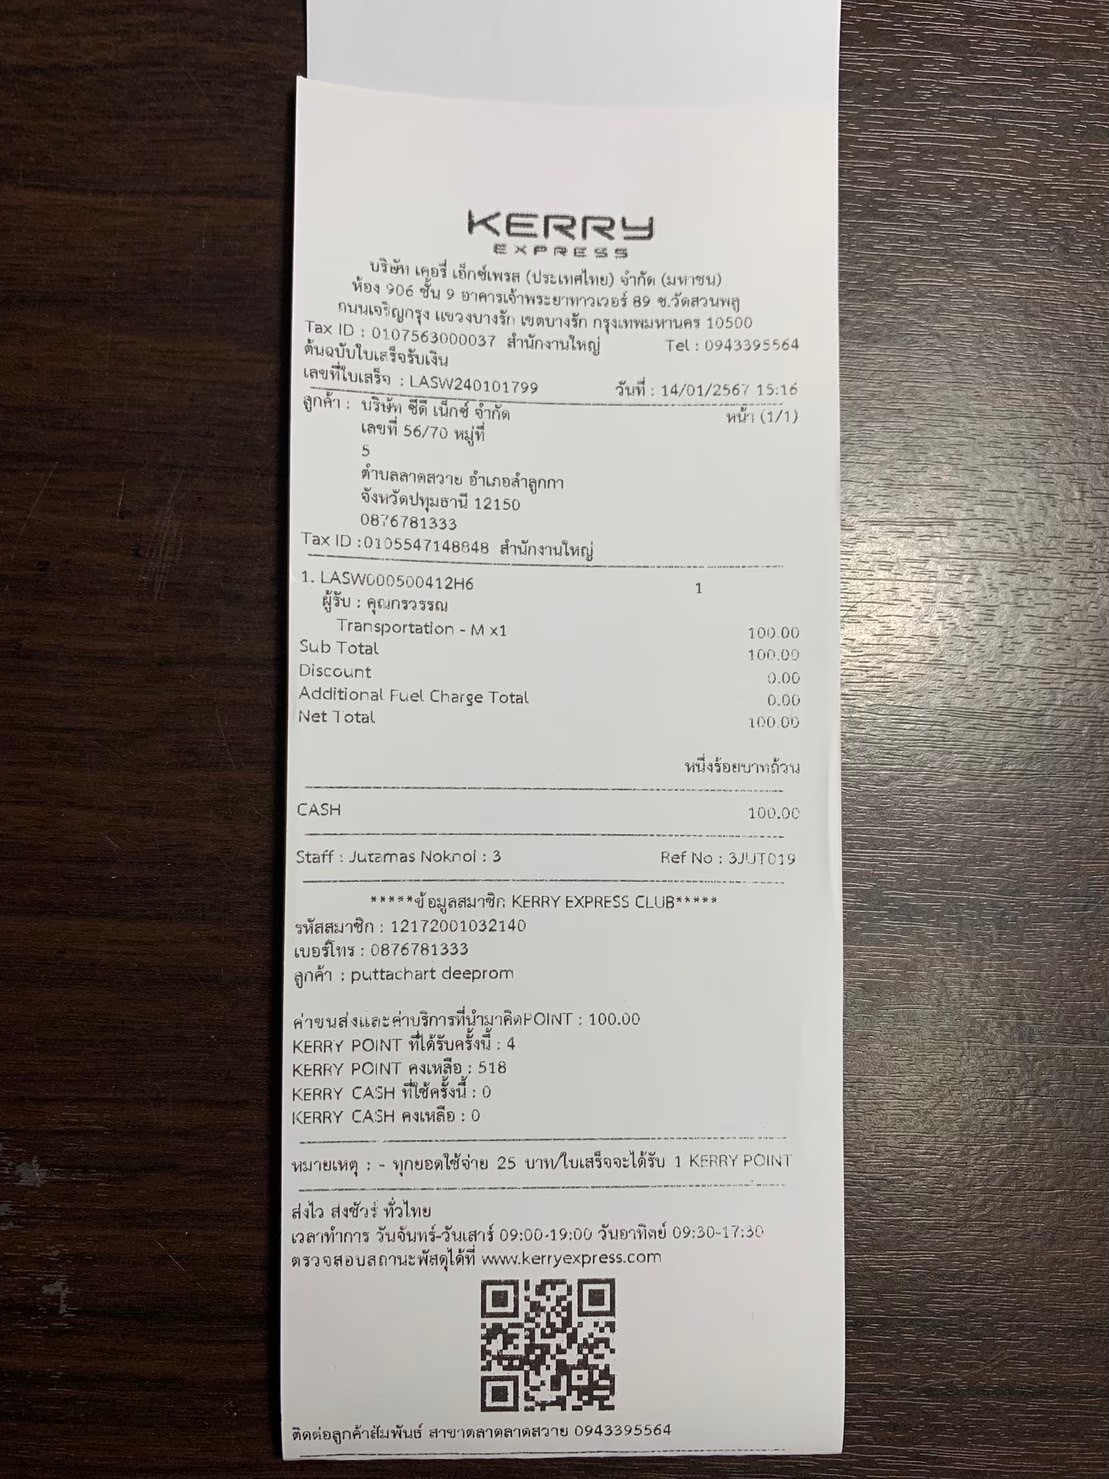 KERRY
EXPRESS
บริษัท เคอรี่ เอ็กซ์เพรส (ประเทศไทย) จำกัด (มหาชน)
ห้อง 906 ชั้น 9 อาคารเจ้าพระยาทาวเวอร์ 89 ซ.วัดสวนพลู
ถนนเจริญกรุง แขวงบางรัก เขตบางรัก กรุงเทพมหานคร 10500
Tax ID : 0107563000037 สำนักงานใหญ่ Tel : 0943395564
ต้นฉบับใบเสร็จรับเงิน
เลขที่ใบเสร็จ : LASW240101799 วันที่ : 14/01/2567 15:16
ลูกค้า : บริษัท ซีดี เน็กซ์ จำกัด หน้า (1/1)
เลขที่ 56/70 หมู่ที่
5
ตำบลลาดสวาย อำเภอลำลูกกา
จังหวัดปทุมธานี 12150
0876781333
Tax ID :0105547148848 สำนักงานใหญ่
1. LASW000500412H6 1
ผู้รับ : คุณกรวรรณ
Transportation - M x1 100.00
Sub Total 100.00
Discount 0.00
Additional Fuel Charge Total 0.00
Net Total 100.00
หนึ่งร้อยบาทถ้วน
CASH 100.00
Staff : Jutamas Noknoi : 3 Ref No : 3JUT019
*****ข้อมูลสมาชิก KERRY EXPRESS CLUB*****
รหัสสมาชิก : 12172001032140
เบอร์โทร : 0876781333
ลูกค้า : puttachart deeprom
ค่าขนส่งและค่าบริการที่นำมาคิดPOINT : 100.00
KERRY POINT ที่ได้รับครั้งนี้ : 4
KERRY POINT คงเหลือ : 518
KERRY CASH ที่ใช้ครั้งนี้ : 0
KERRY CASH คงเหลือ : 0
หมายเหตุ : - ทุกยอดใช้จ่าย 25 บาท/ใบเสร็จจะได้รับ 1 KERRY POINT
ส่งไว ส่งชัวร์ ทั่วไทย
เวลาทำการ วันจันทร์-วันเสาร์ 09:00-19:00 วันอาทิตย์ 09:30-17:30
ตรวจสอบสถานะพัสดุได้ที่ www.kerryexpress.com
ติดต่อลูกค้าสัมพันธ์ สาขาตลาดลาดสวาย 0943395564